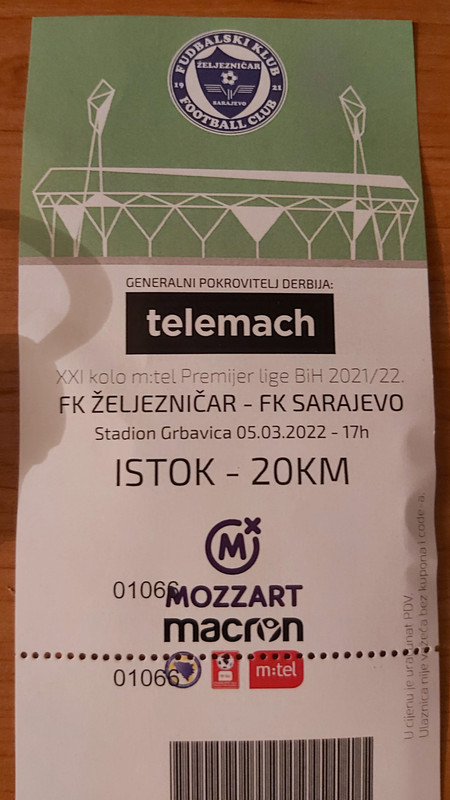 FUDBALSKI KLUB
ŽELJEZNIČAR
19 21
SARAJEVO
FOOTBALL CLUB
GENERALNI POKROVITELJ DERBIJA:
telemach
XXI kolo m:tel Premijer lige BiH 2021/22.
FK ŽELJEZNIČAR - FK SARAJEVO
Stadion Grbavica 05.03.2022 - 17h
ISTOK - 20KM
M
01066
MOZZART
macron
01066
m:tel
U cijenu je uračunat PDV.
Ulaznica nije važeća bez kupona i code-a.